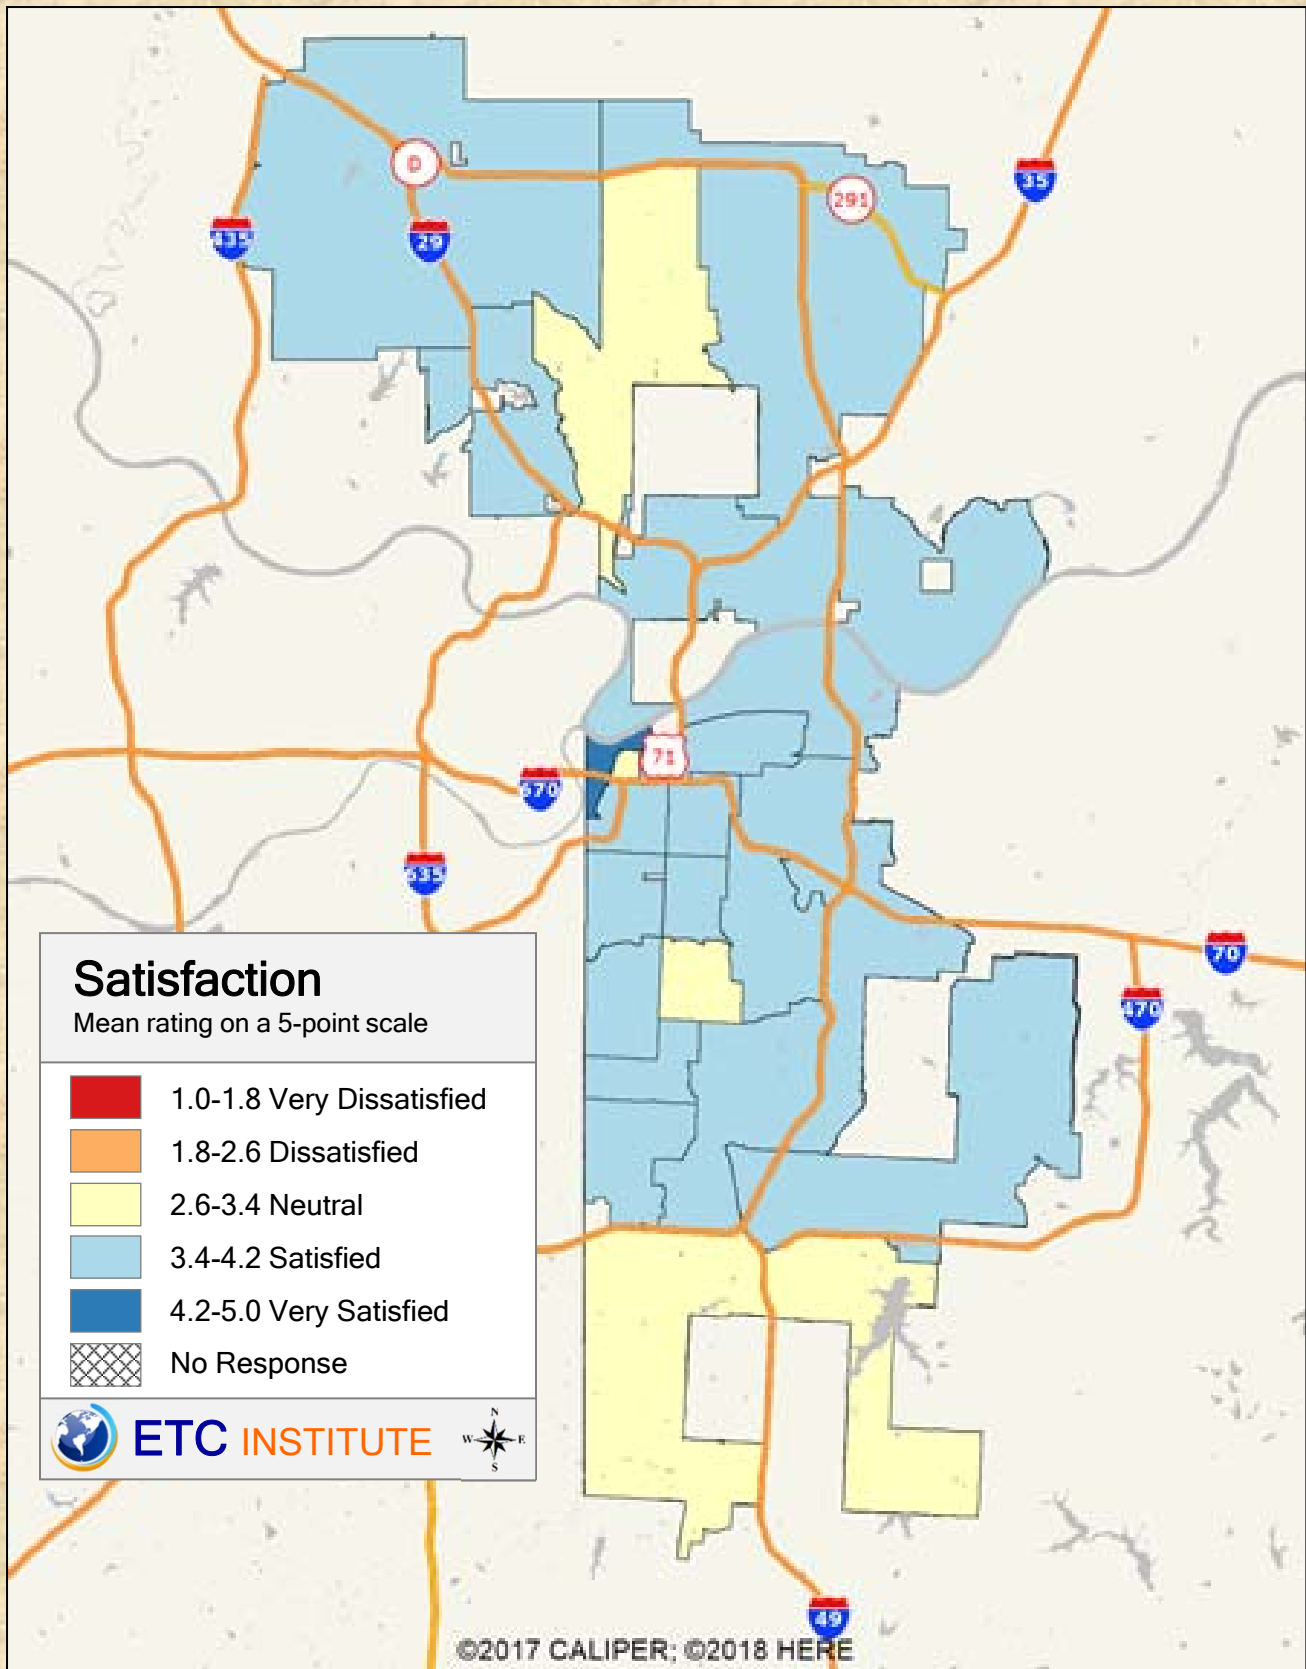 D
291
35
435
29
71
670
635
70
470
Satisfaction
Mean rating on a 5-point scale
1.0-1.8 Very Dissatisfied
1.8-2.6 Dissatisfied
2.6-3.4 Neutral
3.4-4.2 Satisfied
4.2-5.0 Very Satisfied
No Response
ETC INSTITUTE
N
W E
S
49
©2017 CALIPER; ©2018 HERE